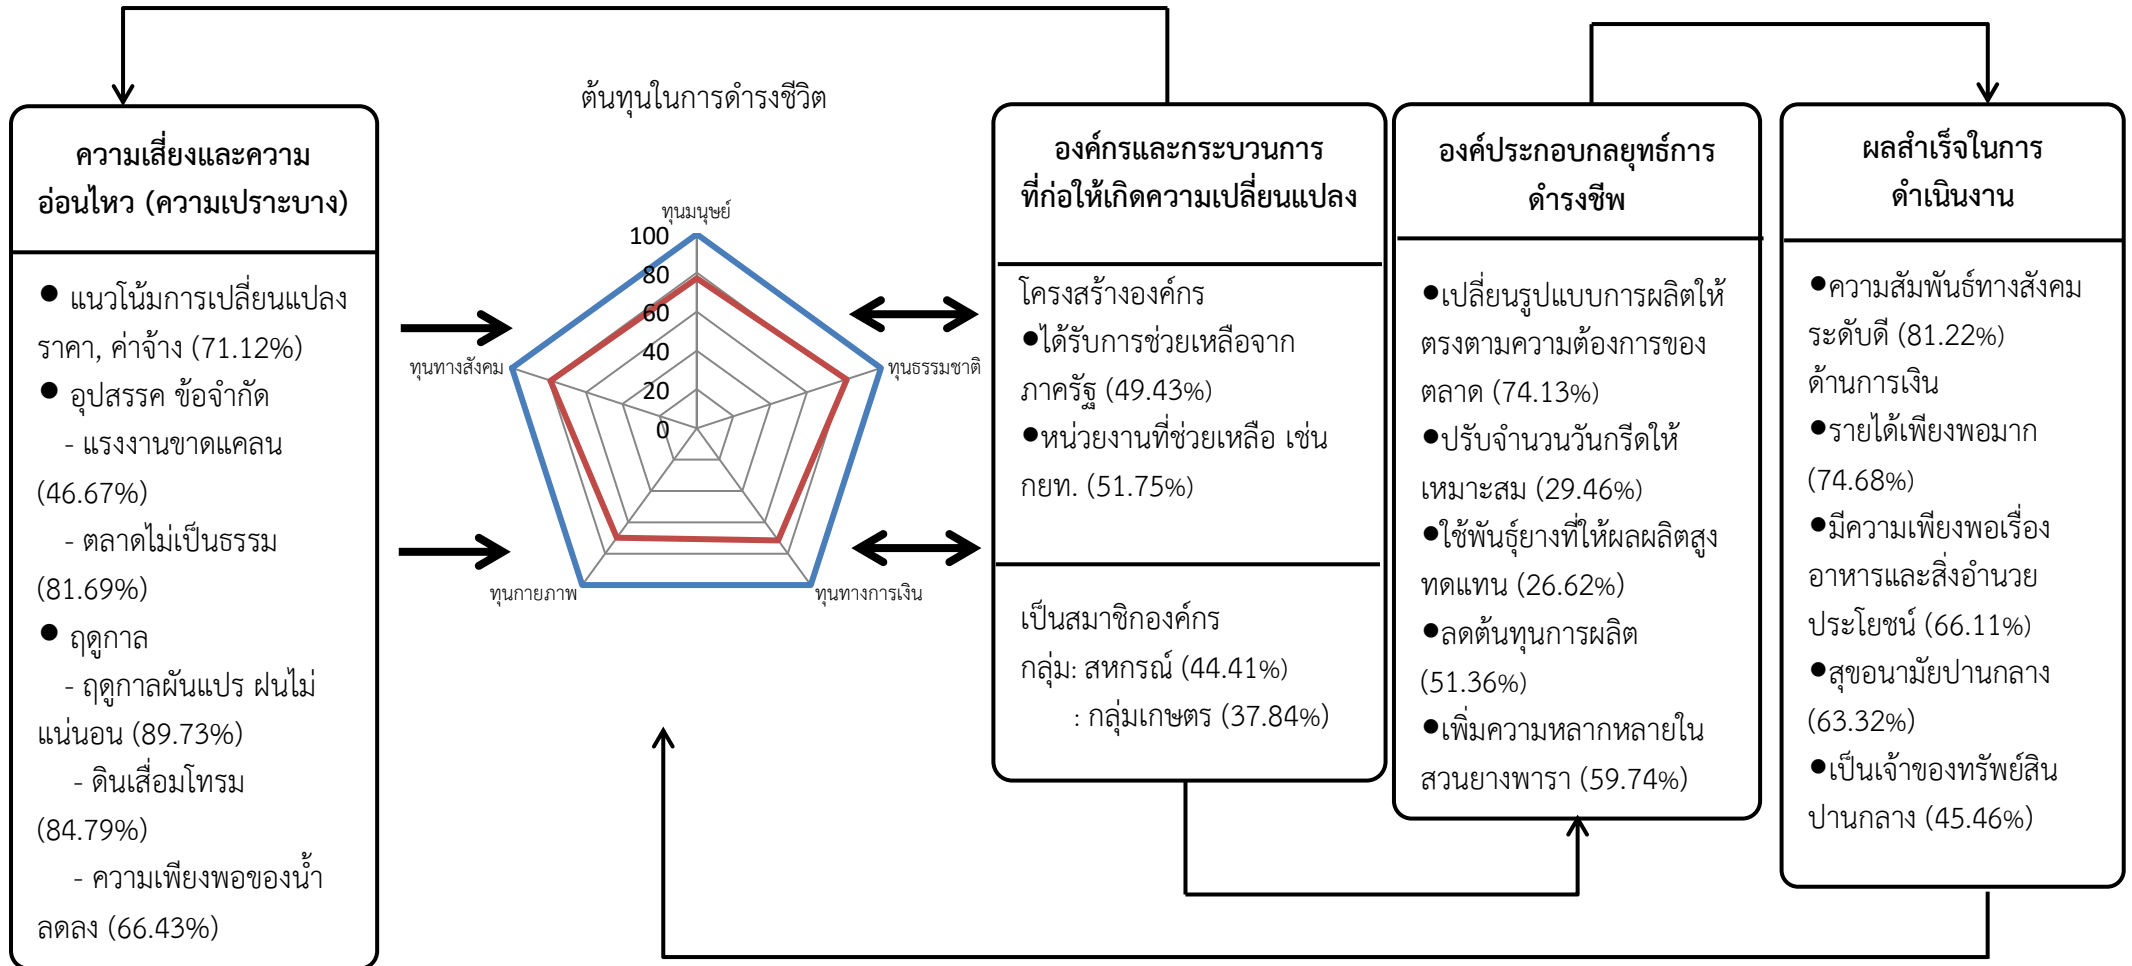 ต้นทุนในการดำรงชีวิต
ความเสี่ยงและความ
อ่อนไหว (ความเปราะบาง)
● แนวโน้มการเปลี่ยนแปลง
ราคา, ค่าจ้าง (71.12%)
● อุปสรรค ข้อจำกัด
- แรงงานขาดแคลน
(46.67%)
- ตลาดไม่เป็นธรรม
(81.69%)
● ฤดูกาล
- ฤดูกาลผันแปร ฝนไม่
แน่นอน (89.73%)
- ดินเสื่อมโทรม
(84.79%)
- ความเพียงพอของน้ำ
ลดลง (66.43%)
ทุนมนุษย์
100
80
60
40
20
0
ทุนทางสังคม
ทุนธรรมชาติ
ทุนกายภาพ
ทุนทางการเงิน
องค์กรและกระบวนการ
ที่ก่อให้เกิดความเปลี่ยนแปลง
โครงสร้างองค์กร
●ได้รับการช่วยเหลือจาก
ภาครัฐ (49.43%)
●หน่วยงานที่ช่วยเหลือ เช่น
กยท. (51.75%)
เป็นสมาชิกองค์กร
กลุ่ม: สหกรณ์ (44.41%)
: กลุ่มเกษตร (37.84%)
องค์ประกอบกลยุทธ์การ
ดำรงชีพ
●เปลี่ยนรูปแบบการผลิตให้
ตรงตามความต้องการของ
ตลาด (74.13%)
●ปรับจำนวนวันกรีดให้
เหมาะสม (29.46%)
●ใช้พันธุ์ยางที่ให้ผลผลิตสูง
ทดแทน (26.62%)
●ลดต้นทุนการผลิต
(51.36%)
●เพิ่มความหลากหลายใน
สวนยางพารา (59.74%)
ผลสำเร็จในการ
ดำเนินงาน
●ความสัมพันธ์ทางสังคม
ระดับดี (81.22%)
ด้านการเงิน
●รายได้เพียงพอมาก
(74.68%)
●มีความเพียงพอเรื่อง
อาหารและสิ่งอำนวย
ประโยชน์ (66.11%)
●สุขอนามัยปานกลาง
(63.32%)
●เป็นเจ้าของทรัพย์สิน
ปานกลาง (45.46%)